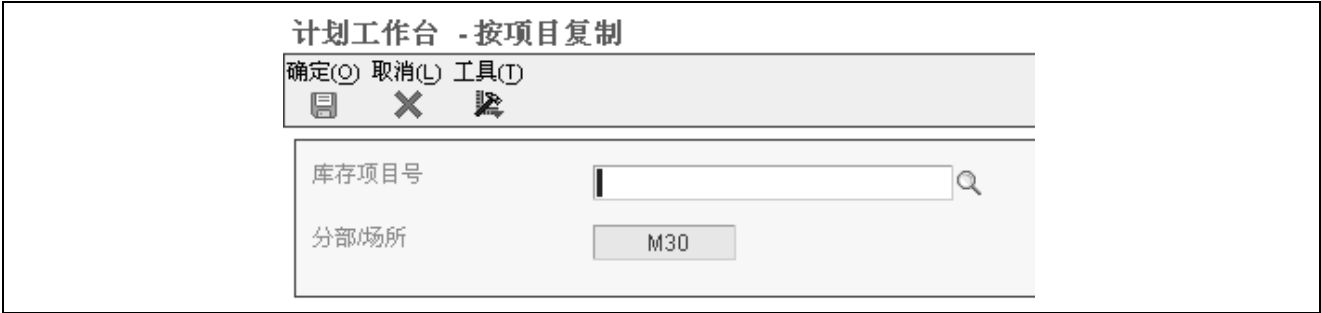 计划工作台 - 按项目复制
确定(O) 取消(L) 工具(T)
库存项目号
分部/场所 M30